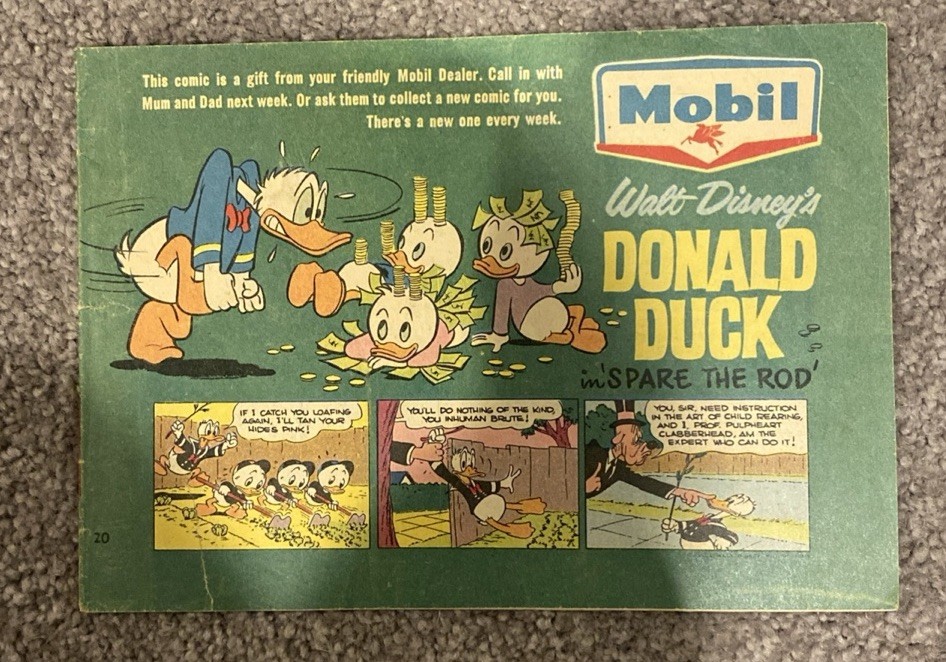 This comic is a gift from your friendly Mobil Dealer. Call in with
Mum and Dad next week. Or ask them to collect a new comic for you.
There's a new one every week.
Mobil
Walt Disney's
DONALD
DUCK
in 'SPARE THE ROD'
IF I CATCH YOU LOAFING
AGAIN, I'LL TAN YOUR
HIDES PINK!
YOU'LL DO NOTHING OF THE KIND,
YOU INHUMAN BRUTE!
YOU, SIR, NEED INSTRUCTION
IN THE ART OF CHILD REARING,
AND I, PROF. PULPHEART
CLABBERHEAD, AM THE
EXPERT WHO CAN DO IT!
20